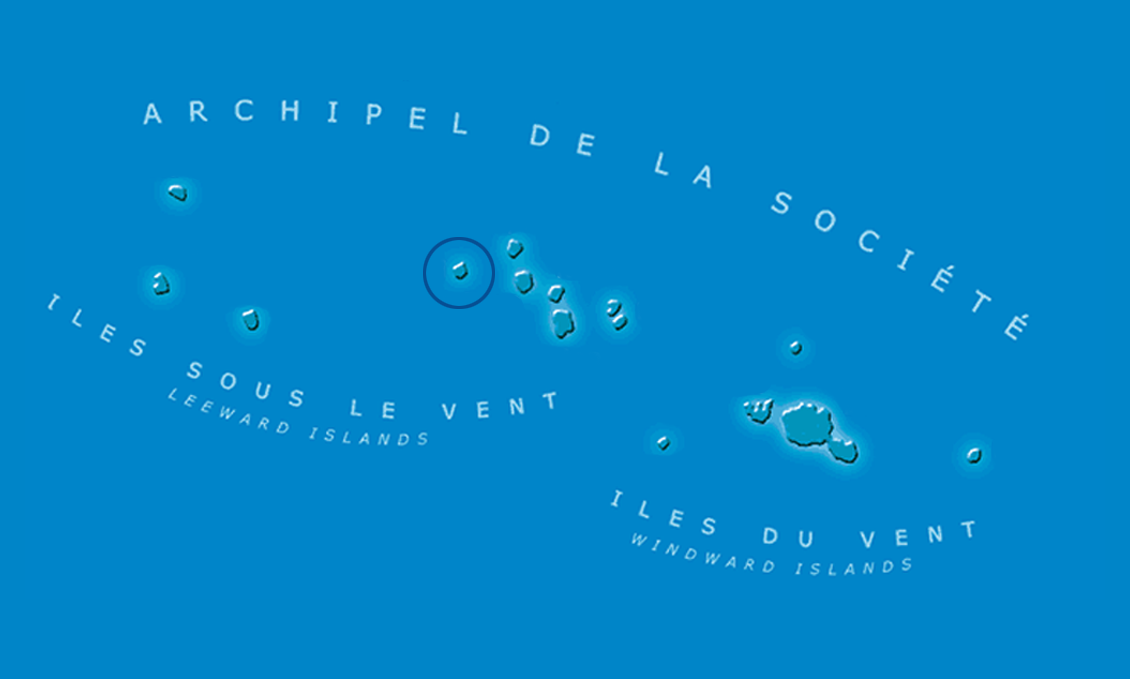 ARCHIPEL DE LA SOCIÉTÉ
ILES SOUS LE VENT
LEEWARD ISLANDS
ILES DU VENT
WINDWARD ISLANDS